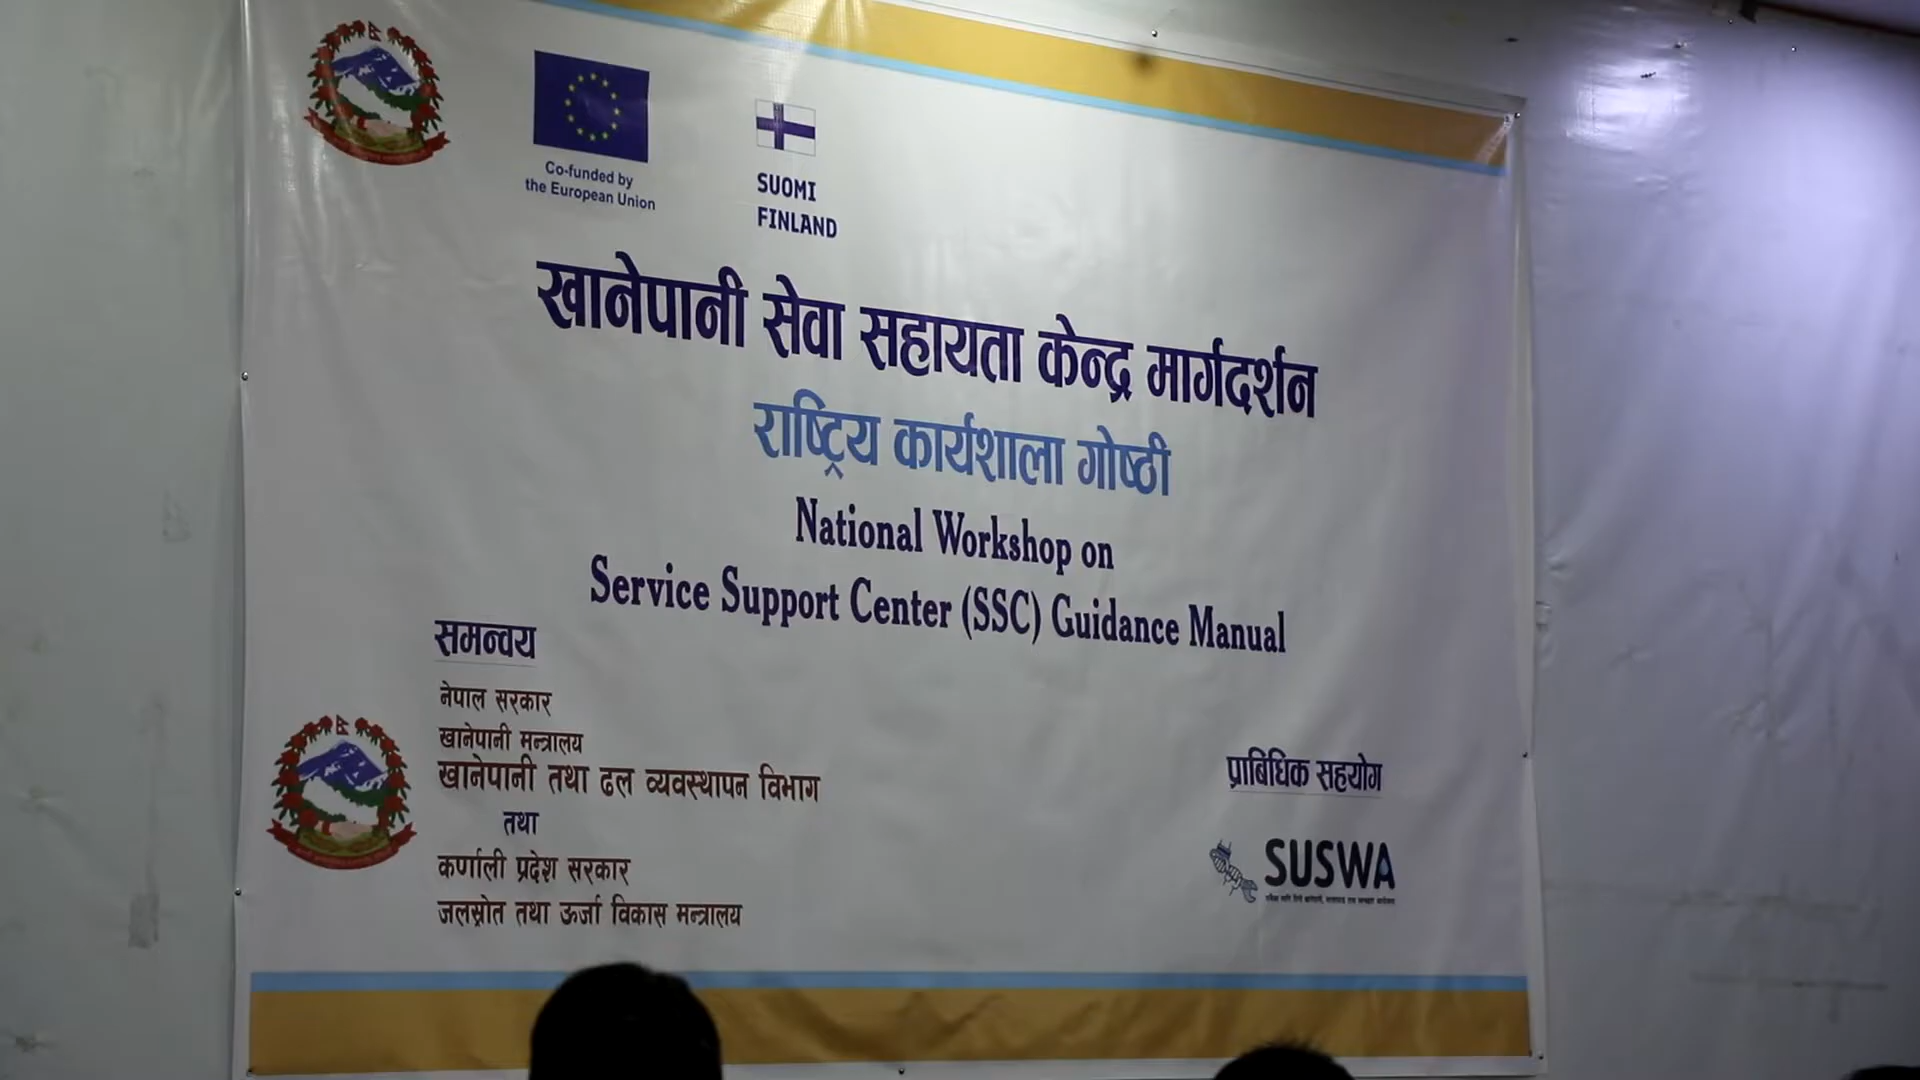 Co-funded by
the European Union
SUOMI
FINLAND
खानेपानी सेवा सहायता केन्द्र मार्गदर्शन
राष्ट्रिय कार्यशाला गोष्ठी
National Workshop on
Service Support Center (SSC) Guidance Manual
समन्वय
नेपाल सरकार
खानेपानी मन्त्रालय
खानेपानी तथा ढल व्यवस्थापन विभाग
तथा
कर्णाली प्रदेश सरकार
जलस्रोत तथा ऊर्जा विकास मन्त्रालय
प्राबिधिक सहयोग
SUSWA